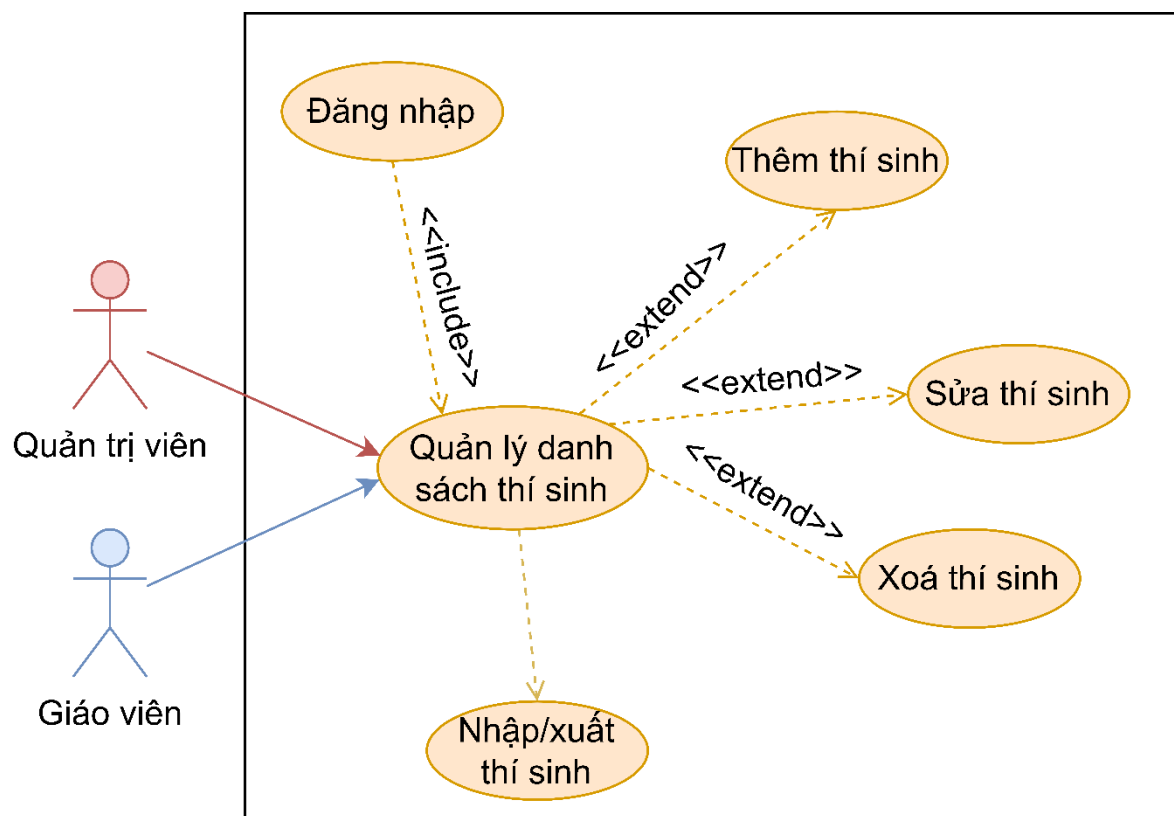 Đăng nhập
Thêm thí sinh
<<include>>
<<extend>>
Sửa thí sinh
<<extend>>
Quản trị viên
Quản lý danh
sách thí sinh
<<extend>>
Xoá thí sinh
Giáo viên
Nhập/xuất
thí sinh